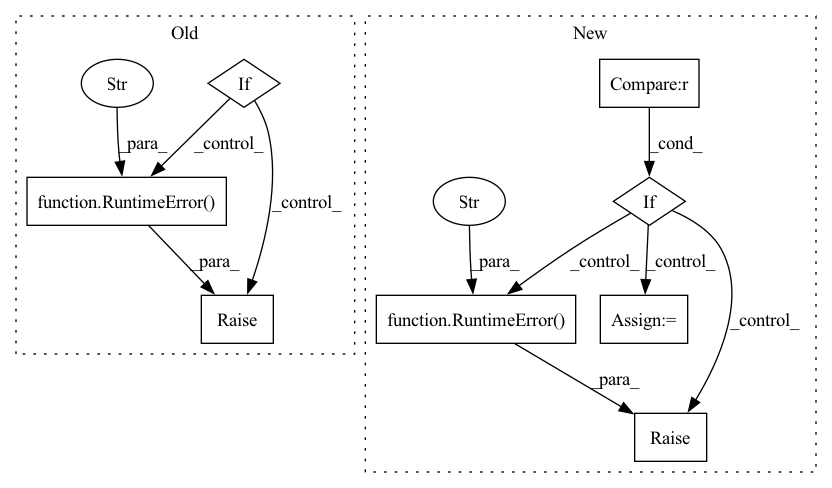 Old
New
Str
If
Compare:r
_para_
_control_
_cond_
function.RuntimeError()
_control_
Str
If
_para_
_para_
_control_
_control_
Raise
function.RuntimeError()
Assign:=
_control_
_para_
Raise